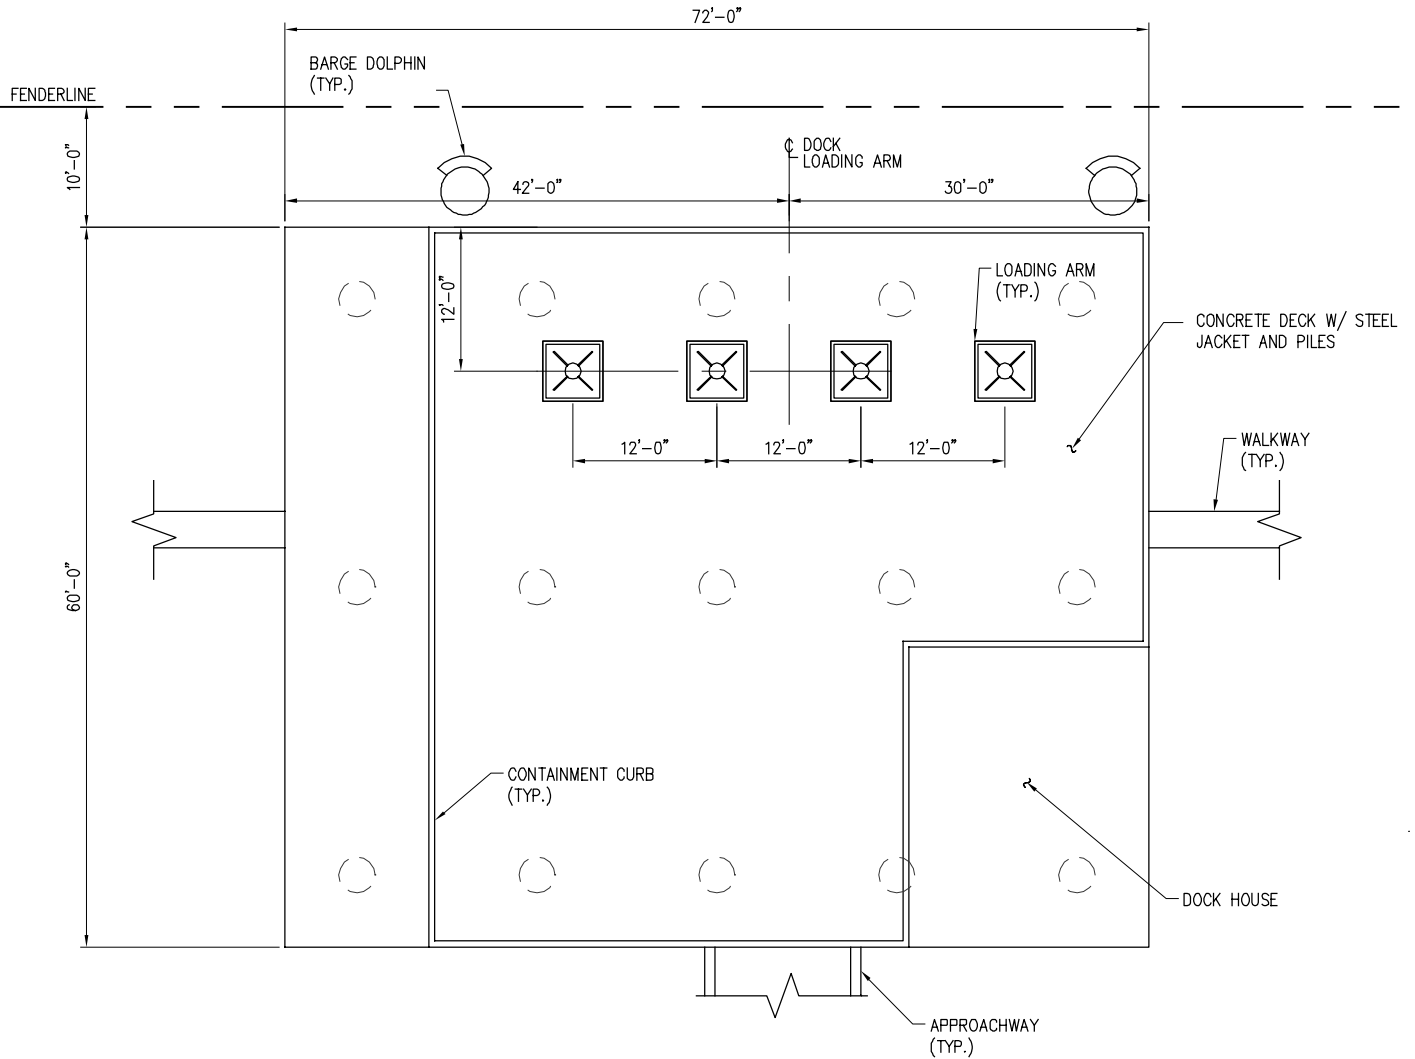 72'-0"
BARGE DOLPHIN
(TYP.)
FENDERLINE
10'-0"
℄ DOCK
LOADING ARM
42'-0"
30'-0"
12'-0"
LOADING ARM
(TYP.)
CONCRETE DECK W/ STEEL
JACKET AND PILES
12'-0"
12'-0"
12'-0"
WALKWAY
(TYP.)
60'-0"
CONTAINMENT CURB
(TYP.)
DOCK HOUSE
APPROACHWAY
(TYP.)